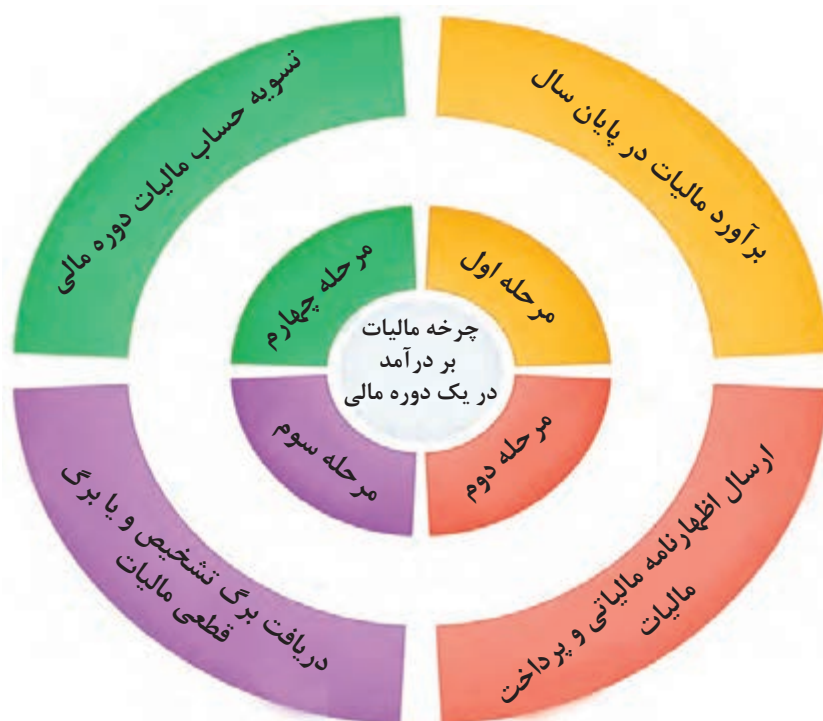 چرخه مالیات
بر درآمد
در یک دوره مالی
مرحله اول
برآورد مالیات در پایان سال
مرحله دوم
ارسال اظهارنامه مالیاتی و پرداخت
مالیات
مرحله سوم
دریافت برگ تشخیص و یا برگ
قطعی مالیات
مرحله چهارم
تسویه حساب مالیات دوره مالی